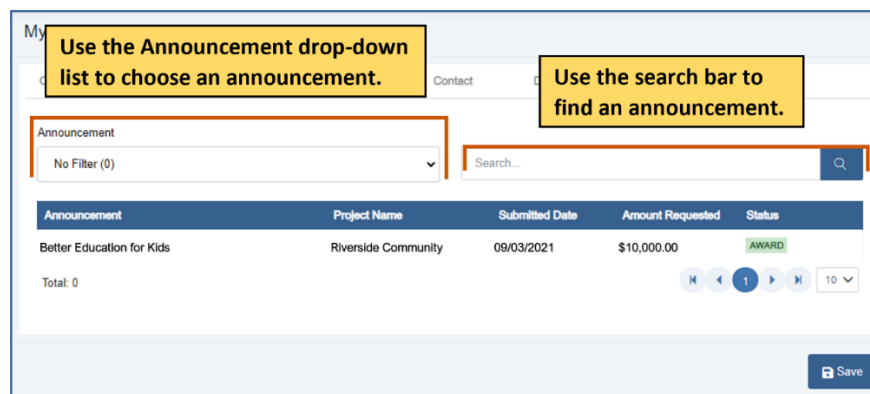 My
Use the Announcement drop-down
list to choose an announcement.
Contact
Use the search bar to
find an announcement.
Announcement
No Filter (0)
Search...
Announcement Project Name Submitted Date Amount Requested Status
Better Education for Kids Riverside Community 09/03/2021 $10,000.00 AWARD
Total: 0 1 10
Save